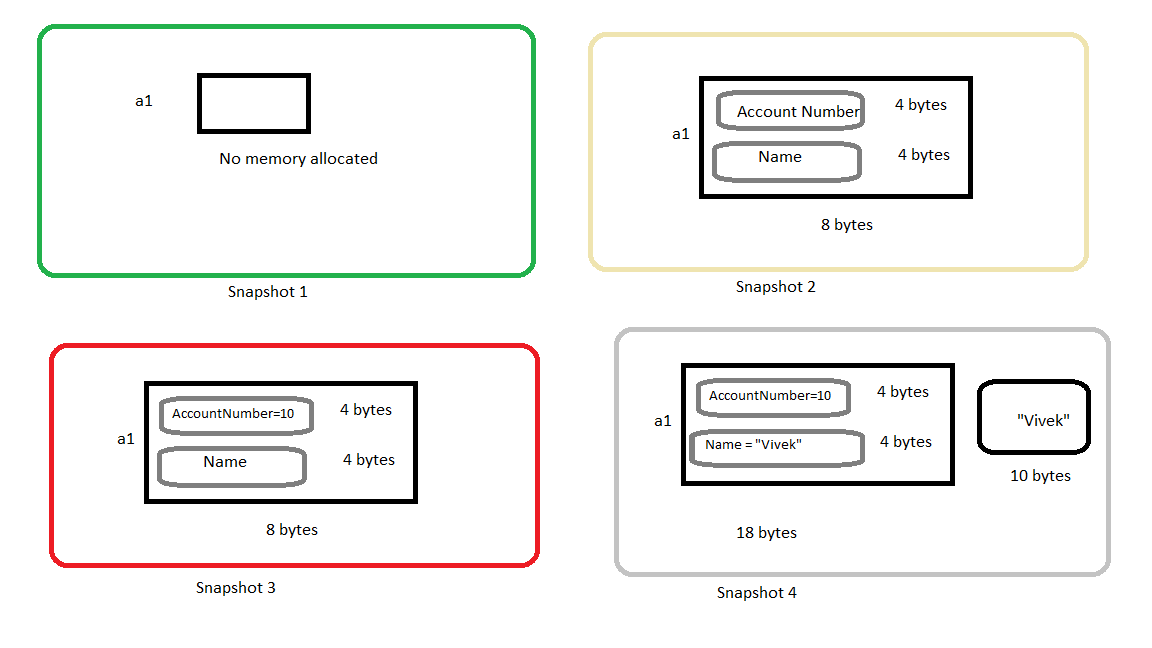 a1
No memory allocated
Snapshot 1
Account Number
4 bytes
a1
Name
4 bytes
8 bytes
Snapshot 2
AccountNumber=10
4 bytes
a1
Name
4 bytes
8 bytes
Snapshot 3
AccountNumber=10
4 bytes
a1
Name = "Vivek"
4 bytes
"Vivek"
10 bytes
18 bytes
Snapshot 4